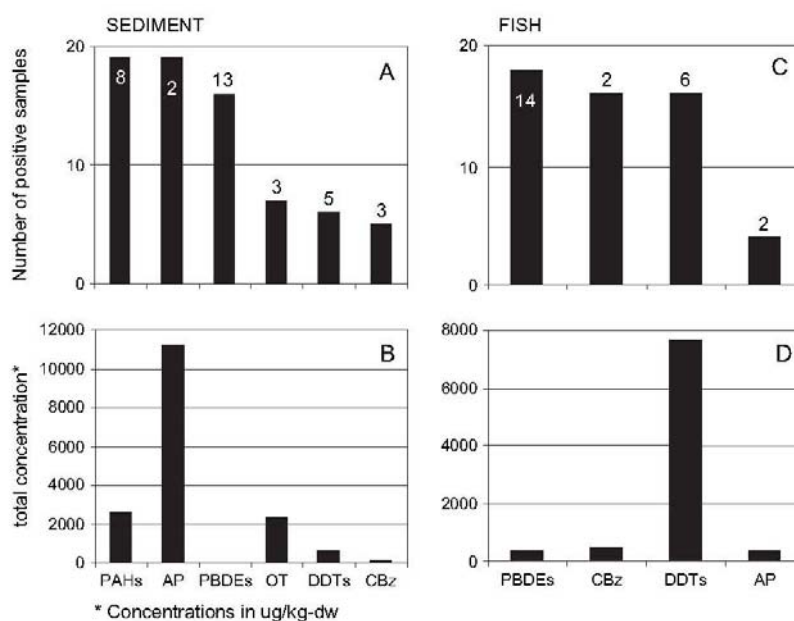 SEDIMENT
FISH
Number of positive samples
20
10
0
8
2
13
3
5
3
A
20
10
0
14
2
6
2
C
total concentration*
12000
10000
8000
6000
4000
2000
0
B
PAHs AP PBDEs OT DDTs CBz
8000
6000
4000
2000
0
D
PBDEs CBz DDTs AP
* Concentrations in ug/kg-dw